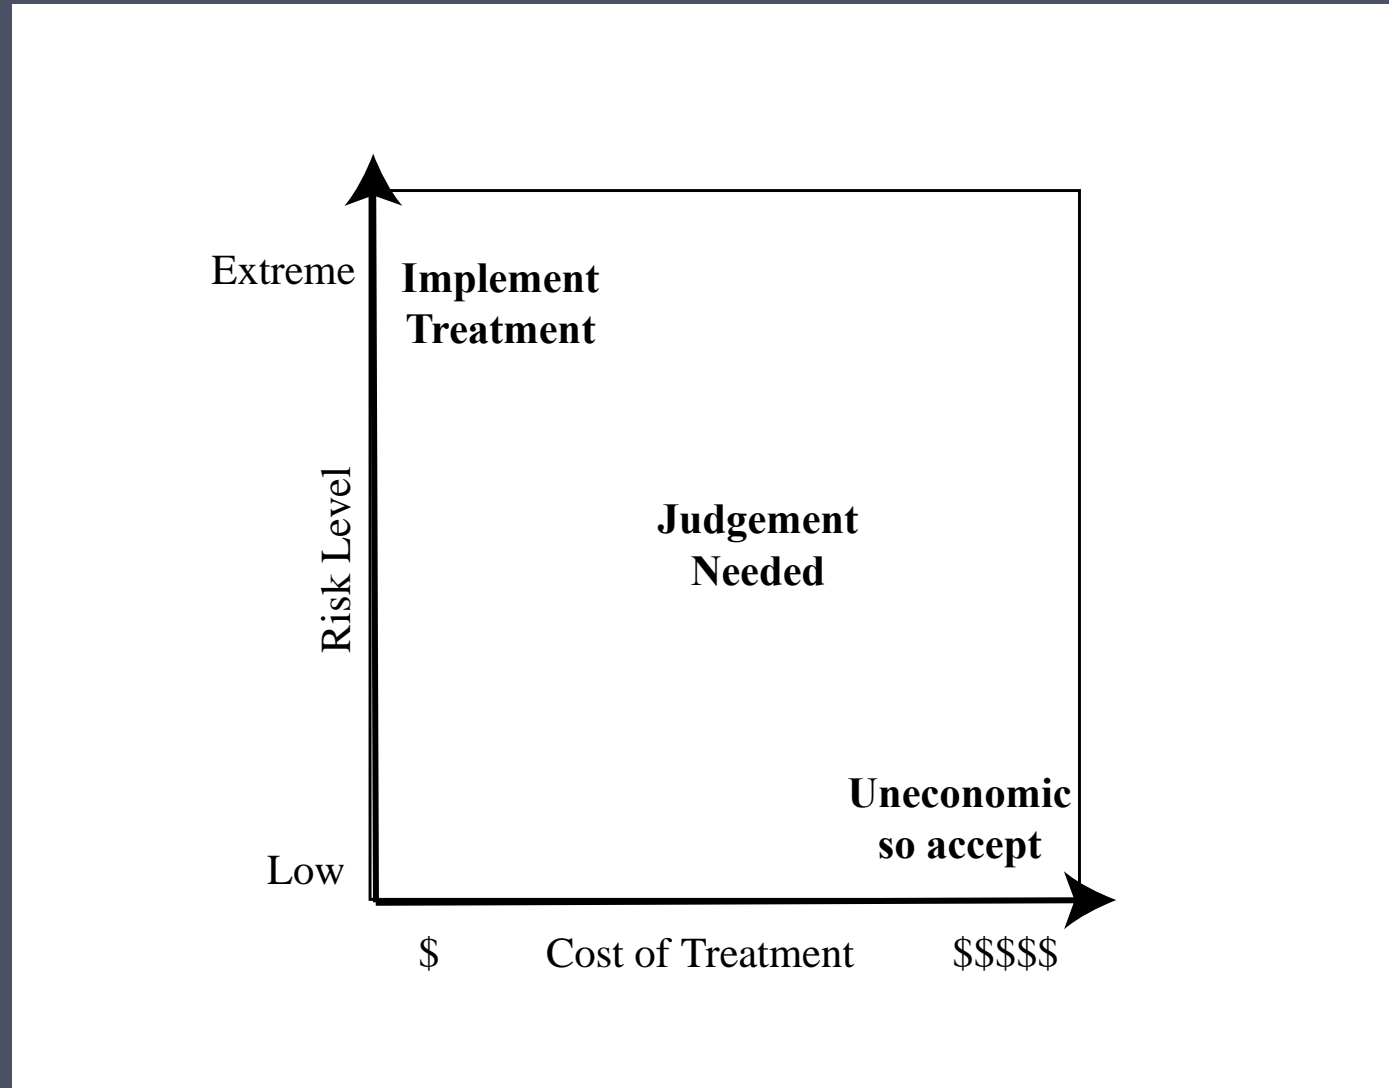 Extreme
Implement
Treatment
Risk Level
Judgement
Needed
Uneconomic
so accept
Low
$ Cost of Treatment $$$$$